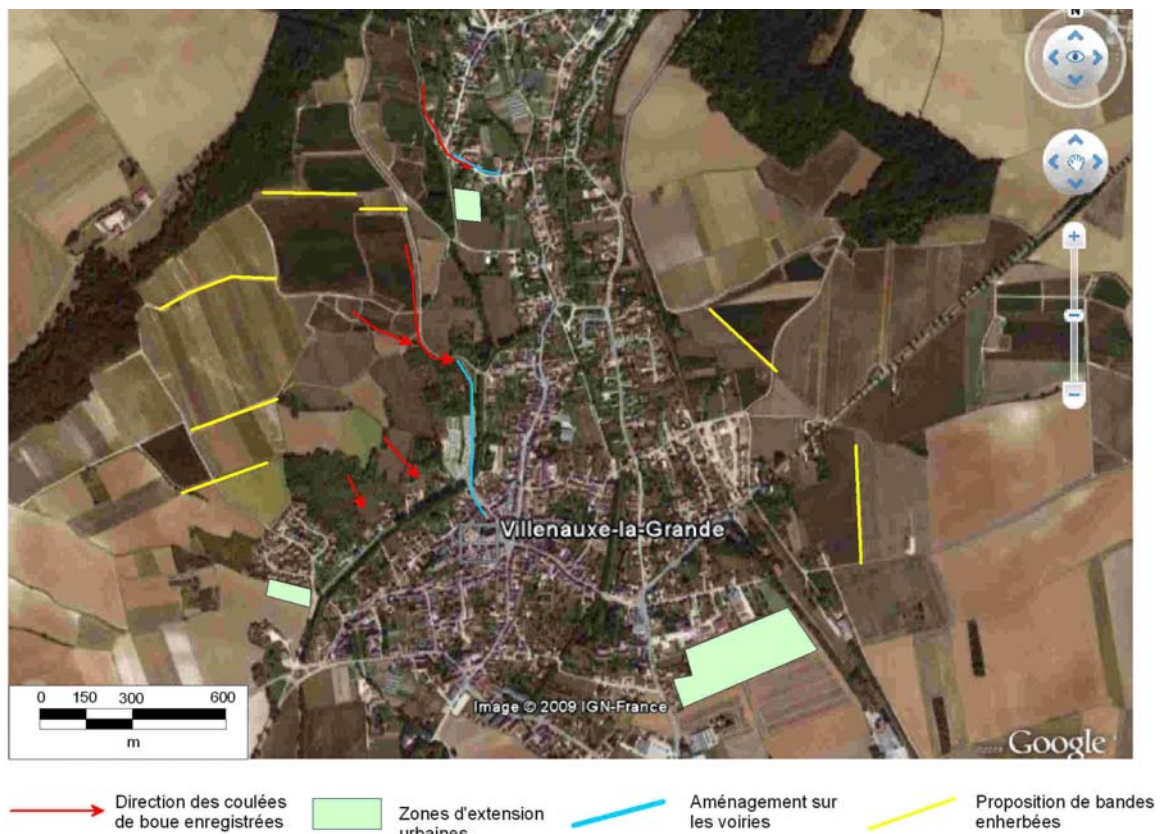 N
Villenauxe-la-Grande
0 150 300 600
m
Image © 2009 IGN-France
Google
Direction des coulées
de boue enregistrées
Zones d'extension
urbaines
Aménagement sur
les voiries
Proposition de bandes
enherbées